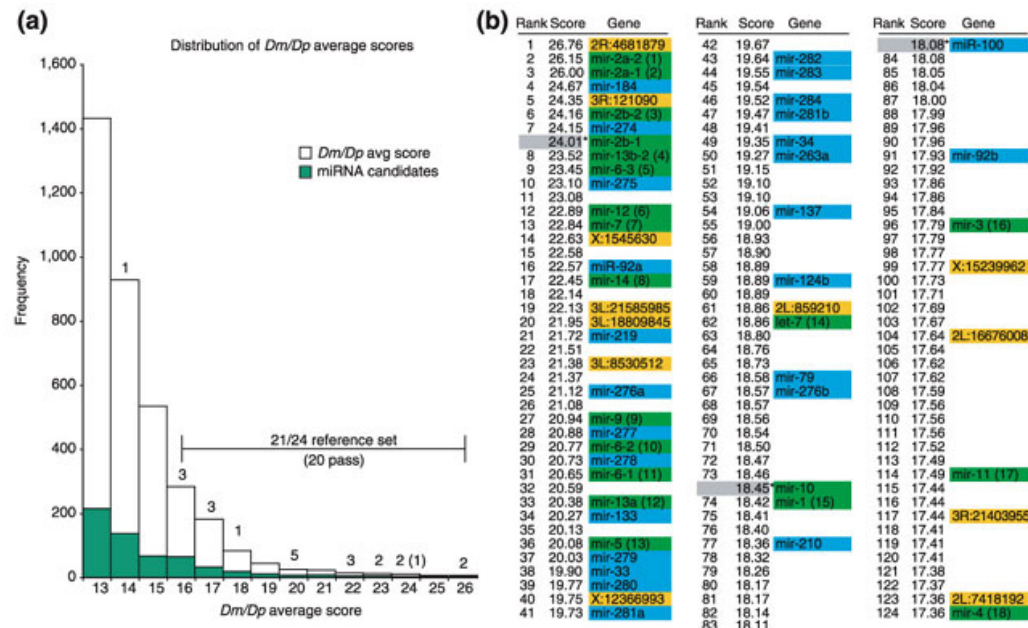 (a)
Distribution of Dm/Dp average scores
1,600
1,400
1,200
1,000
800
600
400
200
0
Frequency
Dm/Dp avg score
miRNA candidates
1
3
3
1
5
3
2
2 (1)
2
21/24 reference set
(20 pass)
13 14 15 16 17 18 19 20 21 22 23 24 25 26
Dm/Dp average score
(b)
Rank Score Gene
1 26.76 2R:4681879
2 26.15 mir-2a-2 (1)
3 26.00 mir-2a-1 (2)
4 24.67 mir-184
5 24.35 3R:121090
6 24.16 mir-2b-2 (3)
7 24.15 mir-274
24.01* mir-2b-1
8 23.52 mir-13b-2 (4)
9 23.45 mir-6-3 (5)
10 23.10 mir-275
11 23.08
12 22.89 mir-12 (6)
13 22.84 mir-7 (7)
14 22.63 X:1545630
15 22.58
16 22.57 miR-92a
17 22.45 mir-14 (8)
18 22.14
19 22.13 3L:21585985
20 21.95 3L:18809845
21 21.72 mir-219
22 21.51
23 21.38 3L:8530512
24 21.37
25 21.12 mir-276a
26 21.08
27 20.94 mir-9 (9)
28 20.88 mir-277
29 20.77 mir-6-2 (10)
30 20.73 mir-278
31 20.65 mir-6-1 (11)
32 20.59
33 20.38 mir-13a (12)
34 20.27 mir-133
35 20.13
36 20.08 mir-5 (13)
37 20.03 mir-279
38 19.90 mir-33
39 19.77 mir-280
40 19.75 X:12366993
41 19.73 mir-281a
Rank Score Gene
42 19.67
43 19.64 mir-282
44 19.55 mir-283
45 19.54
46 19.52 mir-284
47 19.47 mir-281b
48 19.41
49 19.35 mir-34
50 19.27 mir-263a
51 19.15
52 19.10
53 19.10
54 19.06 mir-137
55 19.00
56 18.93
57 18.90
58 18.89
59 18.89 mir-124b
60 18.89
61 18.86 2L:859210
62 18.86 let-7 (14)
63 18.80
64 18.76
65 18.73
66 18.58 mir-79
67 18.57 mir-276b
68 18.57
69 18.56
70 18.54
71 18.50
72 18.47
73 18.46
18.45* mir-10
74 18.42 mir-1 (15)
75 18.41
76 18.40
77 18.36 mir-210
78 18.32
79 18.26
80 18.17
81 18.17
82 18.14
83 18.11
Rank Score Gene
18.08* miR-100
84 18.08
85 18.05
86 18.04
87 18.00
88 17.99
89 17.96
90 17.96
91 17.93 mir-92b
92 17.92
93 17.86
94 17.86
95 17.84
96 17.79 mir-3 (16)
97 17.79
98 17.77
99 17.77 X:15239962
100 17.73
101 17.71
102 17.69
103 17.67
104 17.64 2L:16676008
105 17.64
106 17.62
107 17.62
108 17.59
109 17.56
110 17.56
111 17.56
112 17.52
113 17.49
114 17.49 mir-11 (17)
115 17.44
116 17.44
117 17.44 3R:21403955
118 17.41
119 17.41
120 17.41
121 17.38
122 17.37
123 17.36 2L:7418192
124 17.36 mir-4 (18)